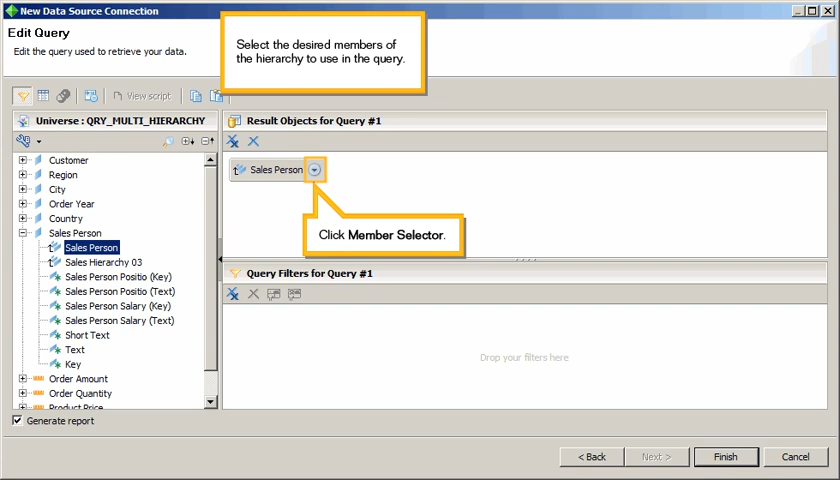 New Data Source Connection
Edit Query
Edit the query used to retrieve your data.
Select the desired members of
the hierarchy to use in the query.
View script
Universe : QRY_MULTI_HIERARCHY
Customer
Region
City
Order Year
Country
Sales Person
Sales Person
Sales Hierarchy 03
Sales Person Positio (Key)
Sales Person Positio (Text)
Sales Person Salary (Key)
Sales Person Salary (Text)
Short Text
Text
Key
Order Amount
Order Quantity
Product Price
Generate report
Result Objects for Query #1
Sales Person
Click Member Selector.
Query Filters for Query #1
Drop your filters here
< Back
Next >
Finish
Cancel